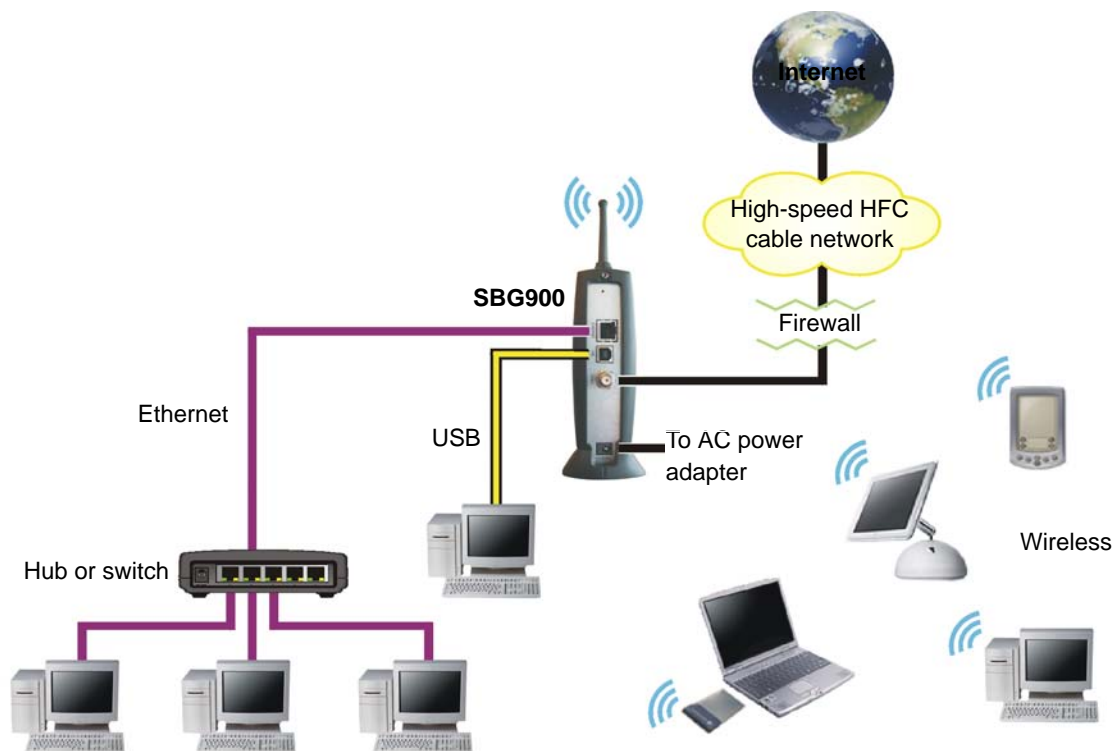 Internet
High-speed HFC
cable network
SBG900
Firewall
Ethernet
USB
To AC power
adapter
Hub or switch
Wireless